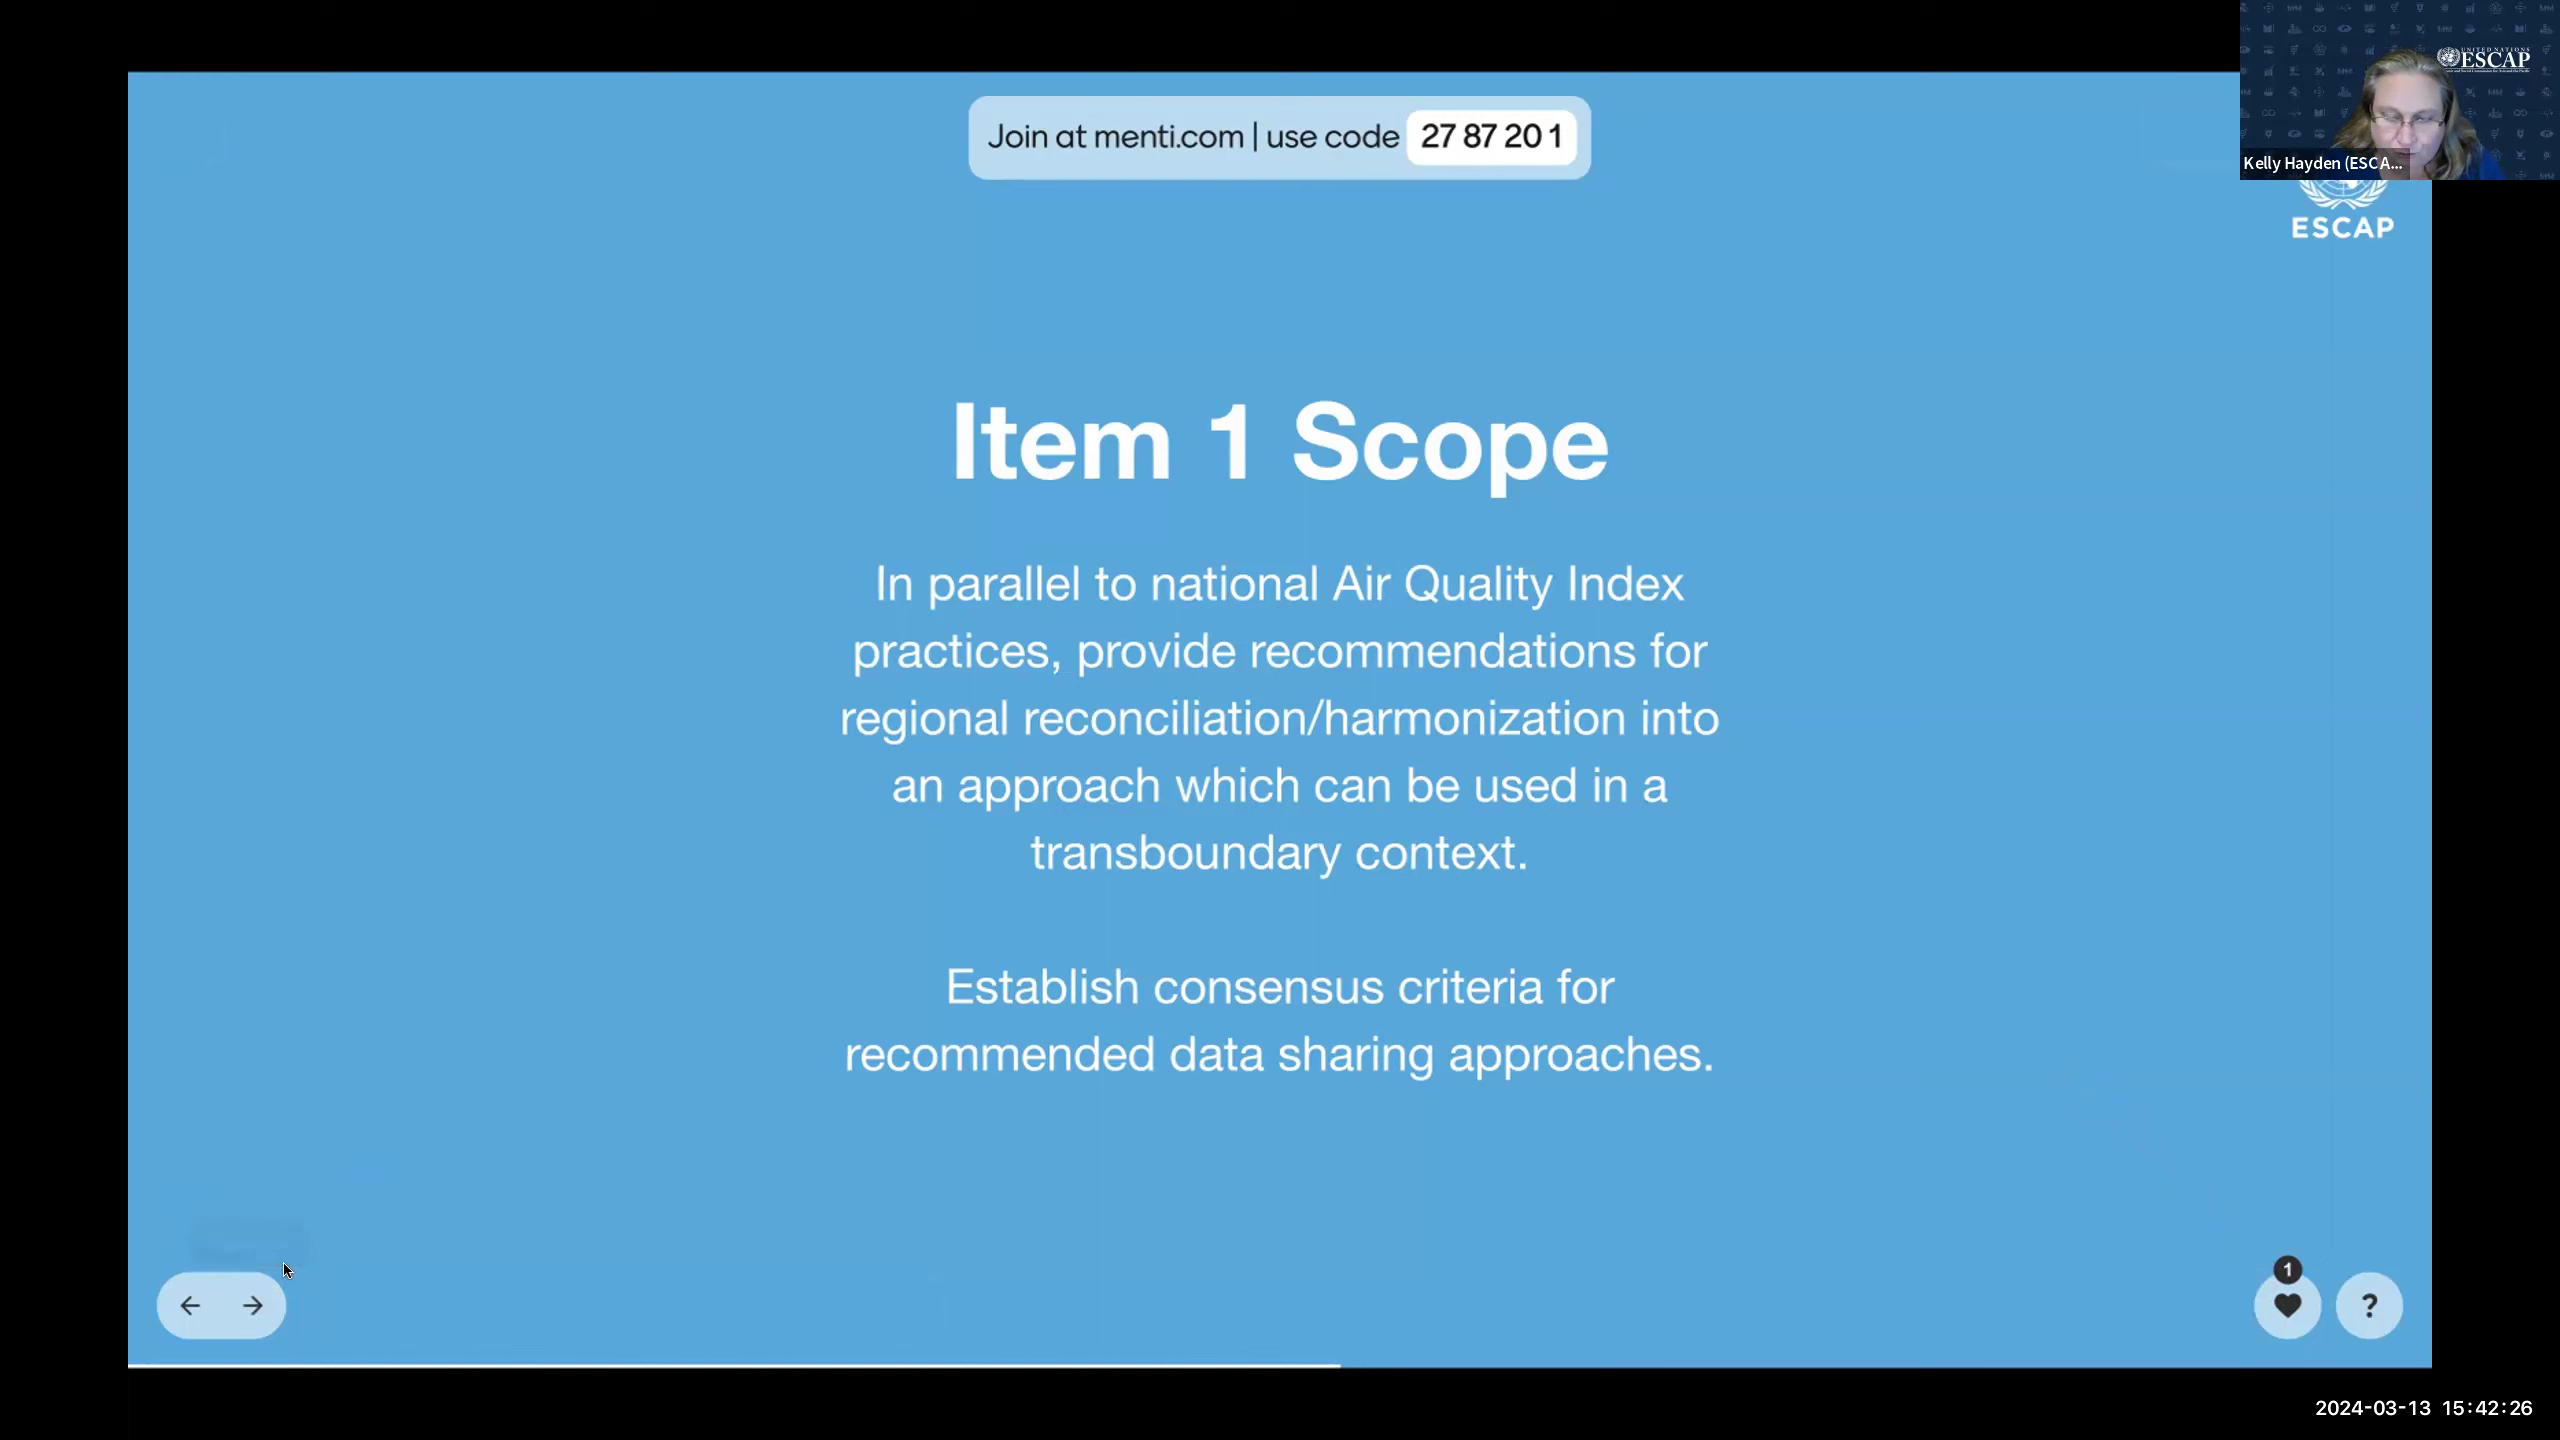 Join at menti.com | use code 27 87 20 1
UNITED NATIONS
ESCAP
Kelly Hayden (ESCA...
ESCAP
Item 1 Scope
In parallel to national Air Quality Index
practices, provide recommendations for
regional reconciliation/harmonization into
an approach which can be used in a
transboundary context.
Establish consensus criteria for
recommended data sharing approaches.
1
?
2024-03-13 15:42:26